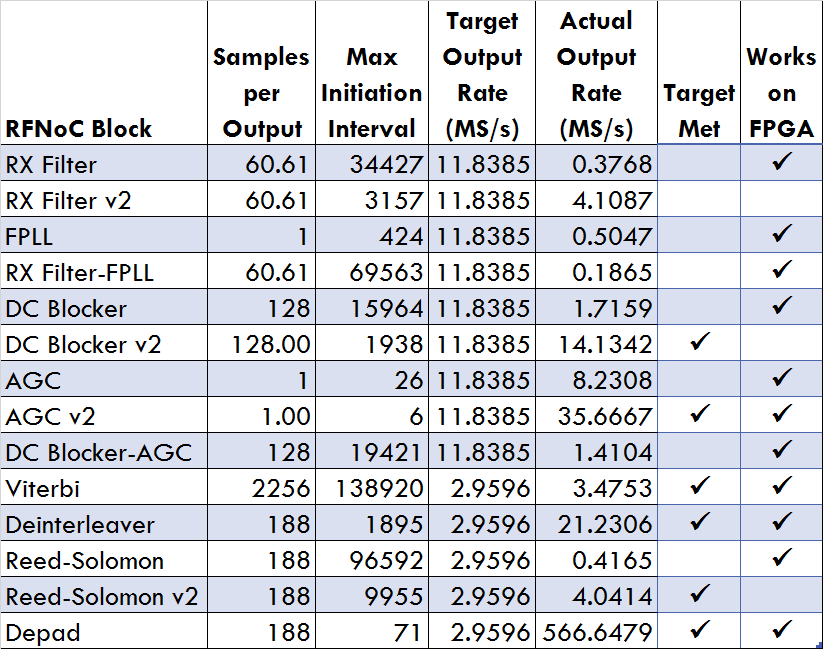 RFNoC Block Samples per Output Max Initiation Interval Target Output Rate (MS/s) Actual Output Rate (MS/s) Target Met Works on FPGA
RX Filter 60.61 34427 11.8385 0.3768 ✓
RX Filter v2 60.61 3157 11.8385 4.1087
FPLL 1 424 11.8385 0.5047 ✓
RX Filter-FPLL 60.61 69563 11.8385 0.1865 ✓
DC Blocker 128 15964 11.8385 1.7159 ✓
DC Blocker v2 128.00 1938 11.8385 14.1342 ✓
AGC 1 26 11.8385 8.2308 ✓
AGC v2 1.00 6 11.8385 35.6667 ✓ ✓
DC Blocker-AGC 128 19421 11.8385 1.4104 ✓
Viterbi 2256 138920 2.9596 3.4753 ✓ ✓
Deinterleaver 188 1895 2.9596 21.2306 ✓ ✓
Reed-Solomon 188 96592 2.9596 0.4165 ✓
Reed-Solomon v2 188 9955 2.9596 4.0414 ✓
Depad 188 71 2.9596 566.6479 ✓ ✓